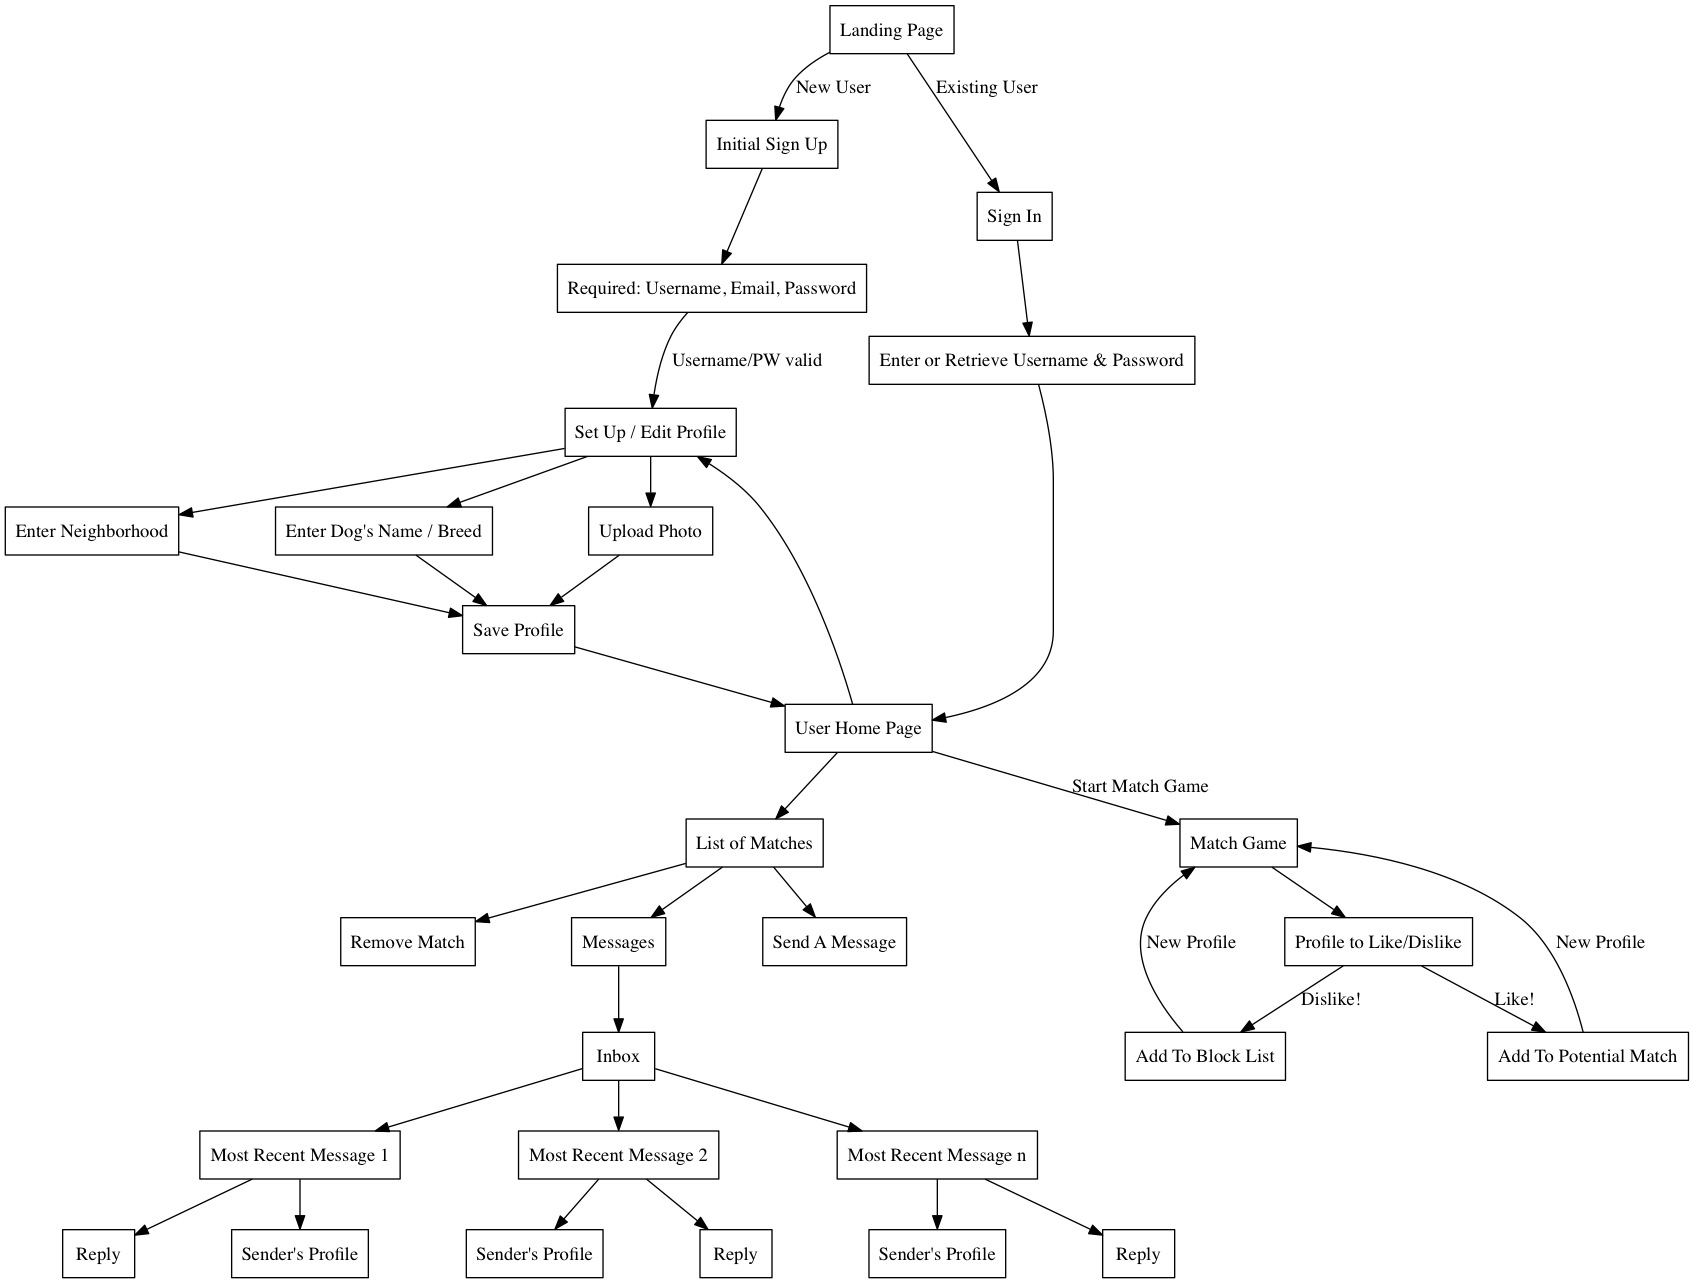 Landing Page
New User
Existing User
Initial Sign Up
Sign In
Required: Username, Email, Password
Username/PW valid
Enter or Retrieve Username & Password
Set Up / Edit Profile
Enter Neighborhood
Enter Dog's Name / Breed
Upload Photo
Save Profile
User Home Page
Start Match Game
List of Matches
Match Game
Remove Match
Messages
Send A Message
New Profile
Profile to Like/Dislike
New Profile
Dislike!
Like!
Inbox
Add To Block List
Add To Potential Match
Most Recent Message 1
Most Recent Message 2
Most Recent Message n
Reply
Sender's Profile
Sender's Profile
Reply
Sender's Profile
Reply